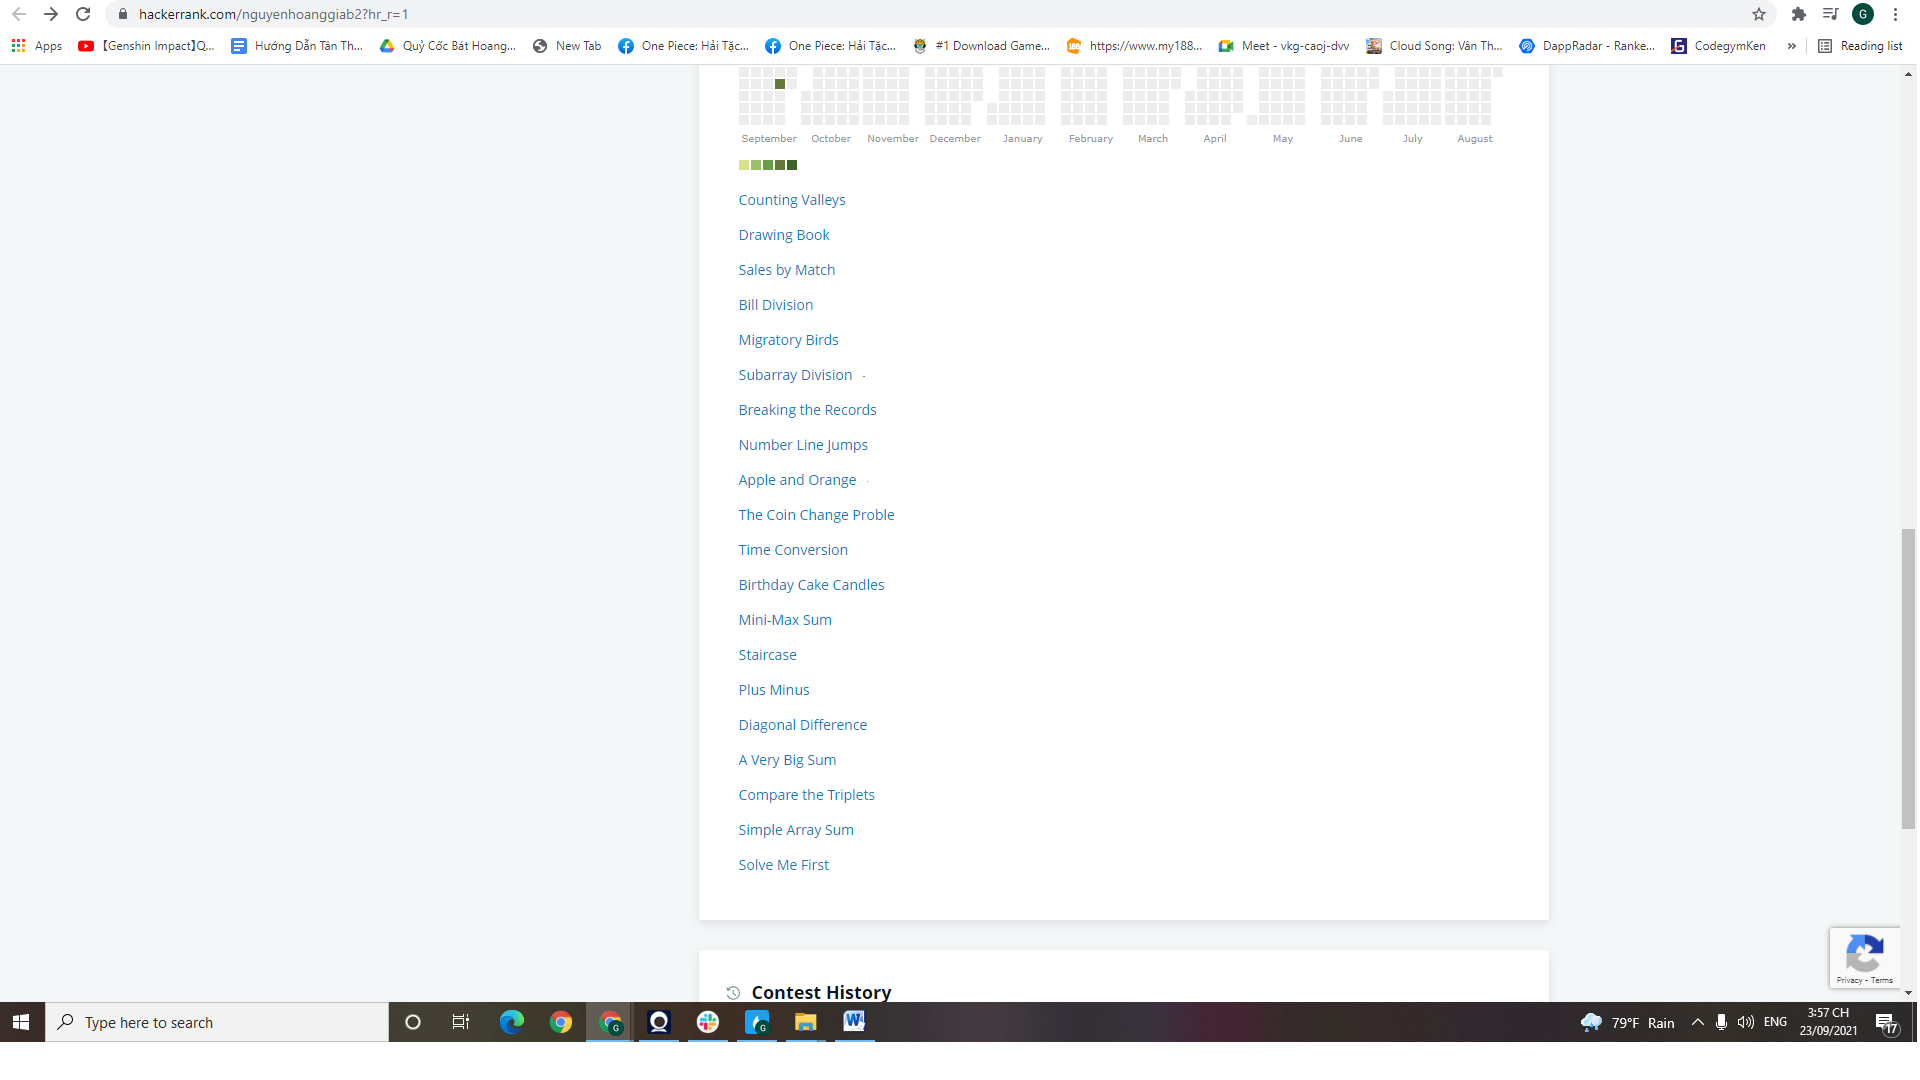 hackerrank.com/nguyenhoanggiab2?hr_r=1
G
Apps 【Genshin Impact】Q... Hướng Dẫn Tân Th... Quỷ Cốc Bát Hoang... New Tab One Piece: Hải Tặc... One Piece: Hải Tặc... #1 Download Game... https://www.my188... Meet - vkg-caoj-dvv Cloud Song: Vân Th... DappRadar - Ranke... CodegymKen » Reading list
September October November December January February March April May June July August
Counting Valleys
Drawing Book
Sales by Match
Bill Division
Migratory Birds
Subarray Division
Breaking the Records
Number Line Jumps
Apple and Orange
The Coin Change Proble
Time Conversion
Birthday Cake Candles
Mini-Max Sum
Staircase
Plus Minus
Diagonal Difference
A Very Big Sum
Compare the Triplets
Simple Array Sum
Solve Me First
Privacy - Terms
Contest History
Type here to search
79°F Rain
ENG
3:57 CH
23/09/2021
17